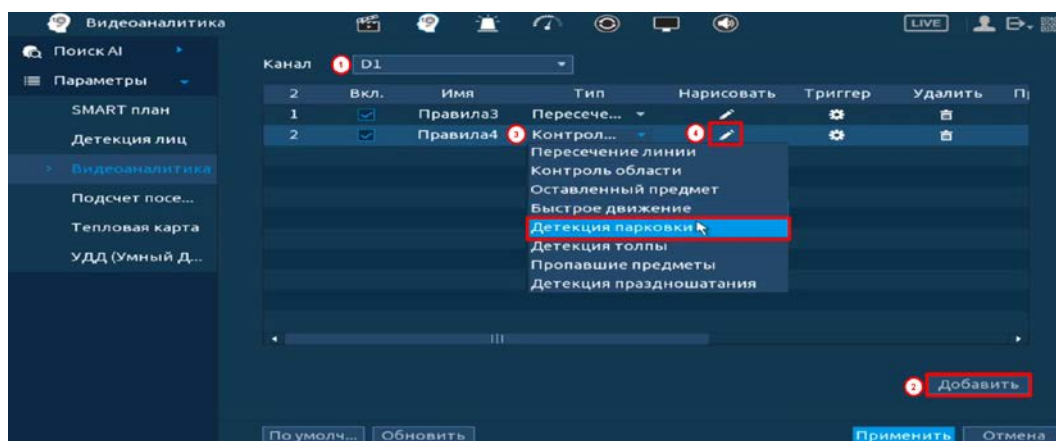 Видеоаналитика
LIVE
Поиск AI
Параметры
SMART план
Детекция лиц
Видеоаналитика
Подсчет посе...
Тепловая карта
УДД (Умный Д...
Канал 1 D1
2 Вкл. Имя Тип Нарисовать Триггер Удалить
1 Правила3 Пересече...
2 Правила4 3 Контрол... 4
Пересечение линии
Контроль области
Оставленный предмет
Быстрое движение
Детекция парковки
Детекция толпы
Пропавшие предметы
Детекция праздношатания
2 Добавить
По умолч... Обновить Применить Отмена